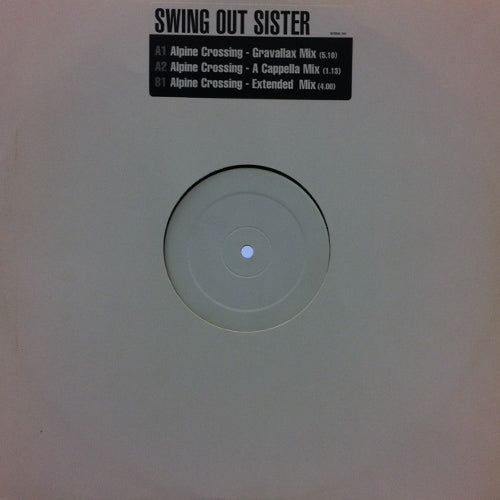 SWING OUT SISTER
A1 Alpine Crossing - Gravallax Mix (5.18)
A2 Alpine Crossing - A Cappella Mix (1.13)
B1 Alpine Crossing - Extended Mix (4.00)